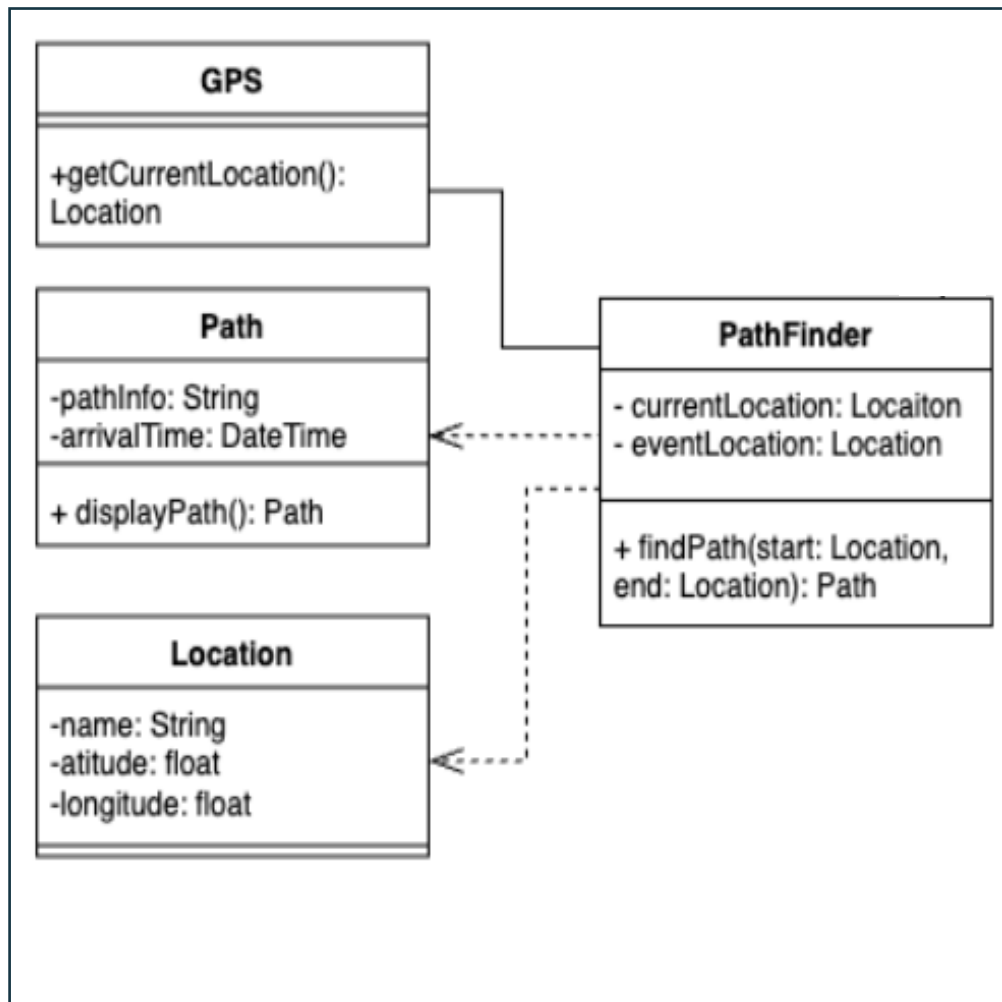 GPS
+getCurrentLocation():
Location
Path
-pathInfo: String
-arrivalTime: DateTime
+ displayPath(): Path
Location
-name: String
-atitude: float
-longitude: float
PathFinder
- currentLocation: Locaiton
- eventLocation: Location
+ findPath(start: Location,
end: Location): Path